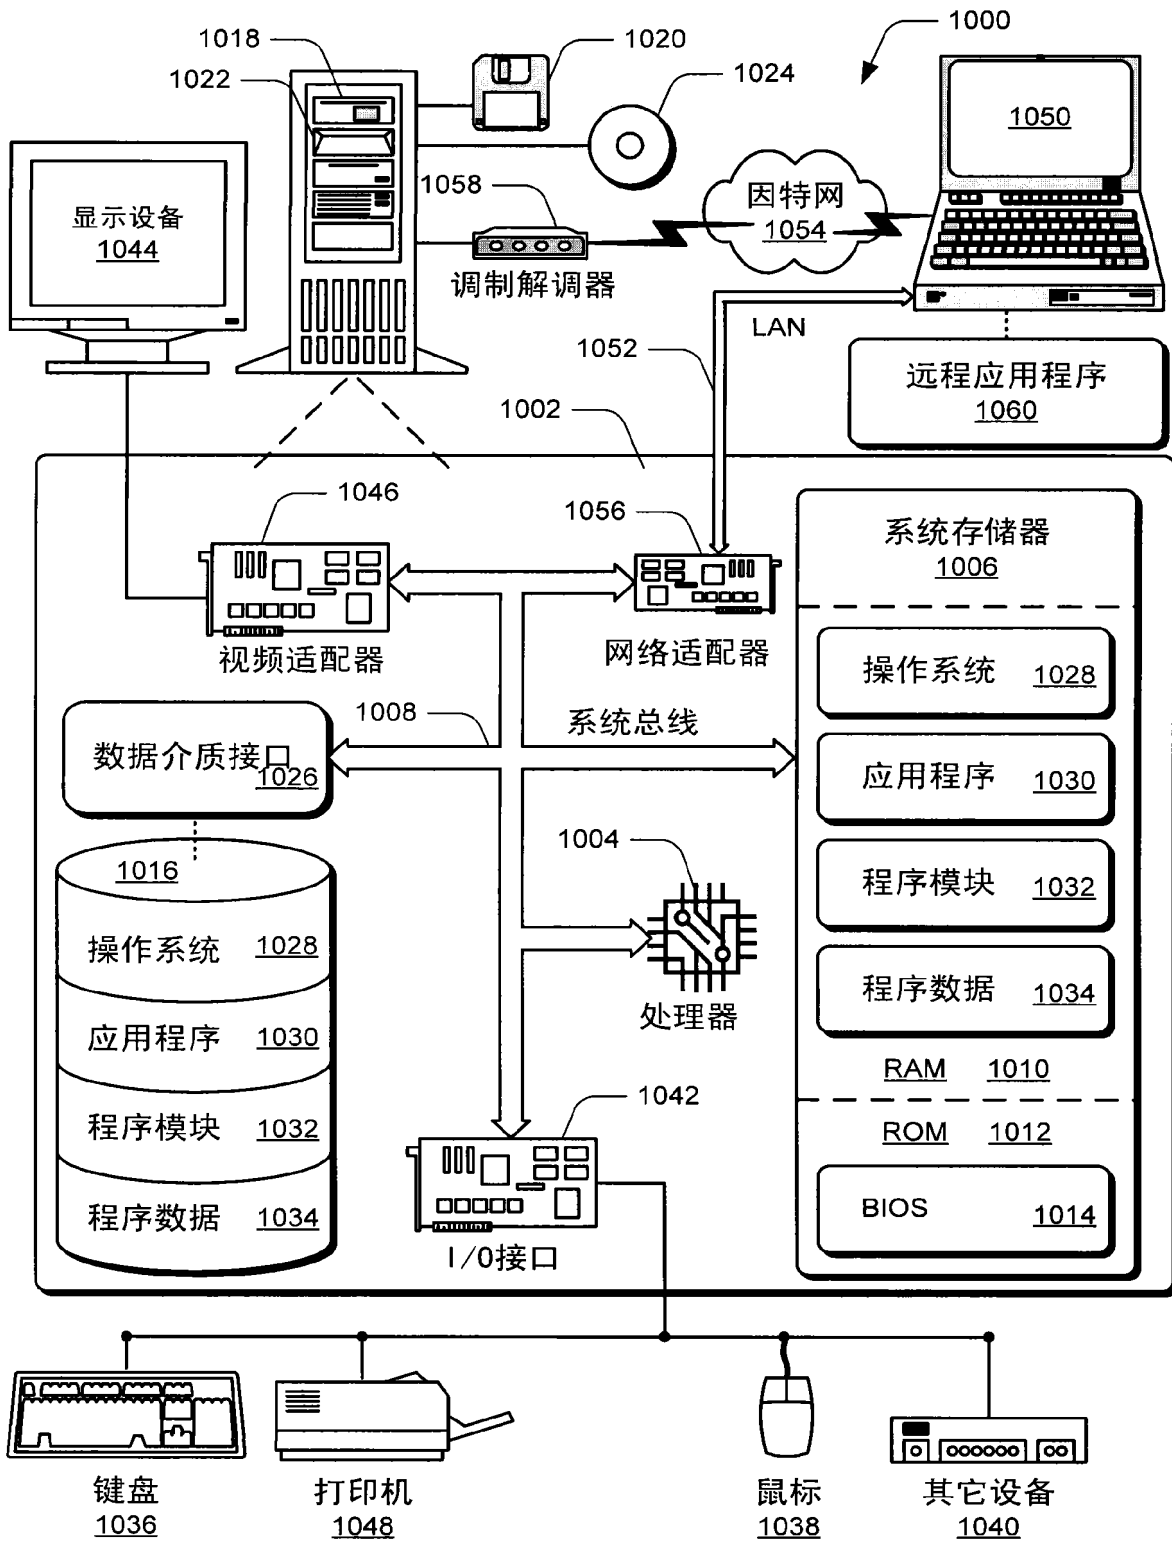 1018
1020
1000
1022
1024
1050
1058
因特网
1054
显示设备
1044
调制解调器
LAN
1052
远程应用程序
1060
1002
1046
1056
系统存储器
1006
视频适配器
网络适配器
操作系统 1028
1008
系统总线
数据介质接口
1026
应用程序 1030
1004
1016
程序模块 1032
操作系统 1028
程序数据 1034
处理器
应用程序 1030
RAM 1010
1042
程序模块 1032
ROM 1012
程序数据 1034
BIOS 1014
I/O接口
键盘
1036
打印机
1048
鼠标
1038
其它设备
1040